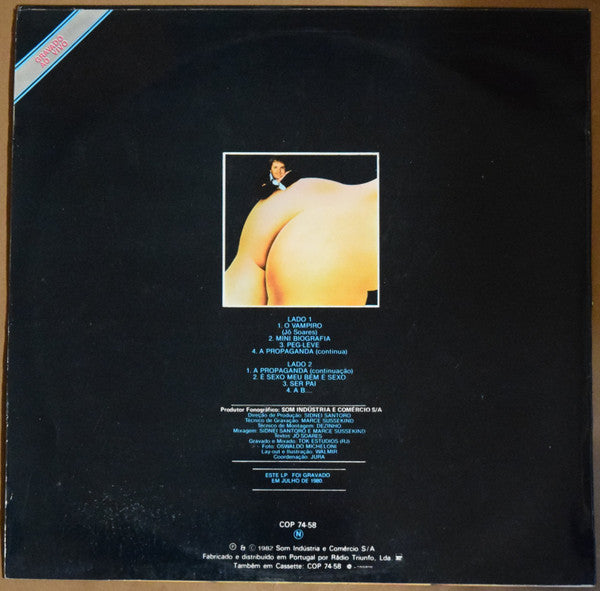 GRAVADO
AO VIVO
LADO 1
1. O VAMPIRO
(Jô Soares)
2. MINI BIOGRAFIA
3. PEG-LEVE
4. A PROPAGANDA (continua)
LADO 2
1. A PROPAGANDA (continuação)
2. É SEXO MEU BEM É SEXO
3. SER PAI
4. A B....
Produtor Fonográfico: SOM INDÚSTRIA E COMÉRCIO S/A
Direção de Produção: SIDNEI SANTORO
Técnico de Gravação: MARCE SUSSEKIND
Técnico de Montagem: DEZINHO
Mixagem: SIDNEI SANTORO E MARCE SUSSEKIND
Textos: JÔ SOARES
Gravado e Mixado: TOK ESTÚDIOS (RJ)
Foto: OSWALDO MICHELONI
Lay out e Ilustração: WALMIR
Coordenação: JURA
ESTE LP FOI GRAVADO
EM JULHO DE 1980.
COP 74-58
N
Ⓟ & © 1982 Som Indústria e Comércio S/A
Fabricado e distribuído em Portugal por Rádio Triunfo, Lda
Também em Cassette: COP 74-58